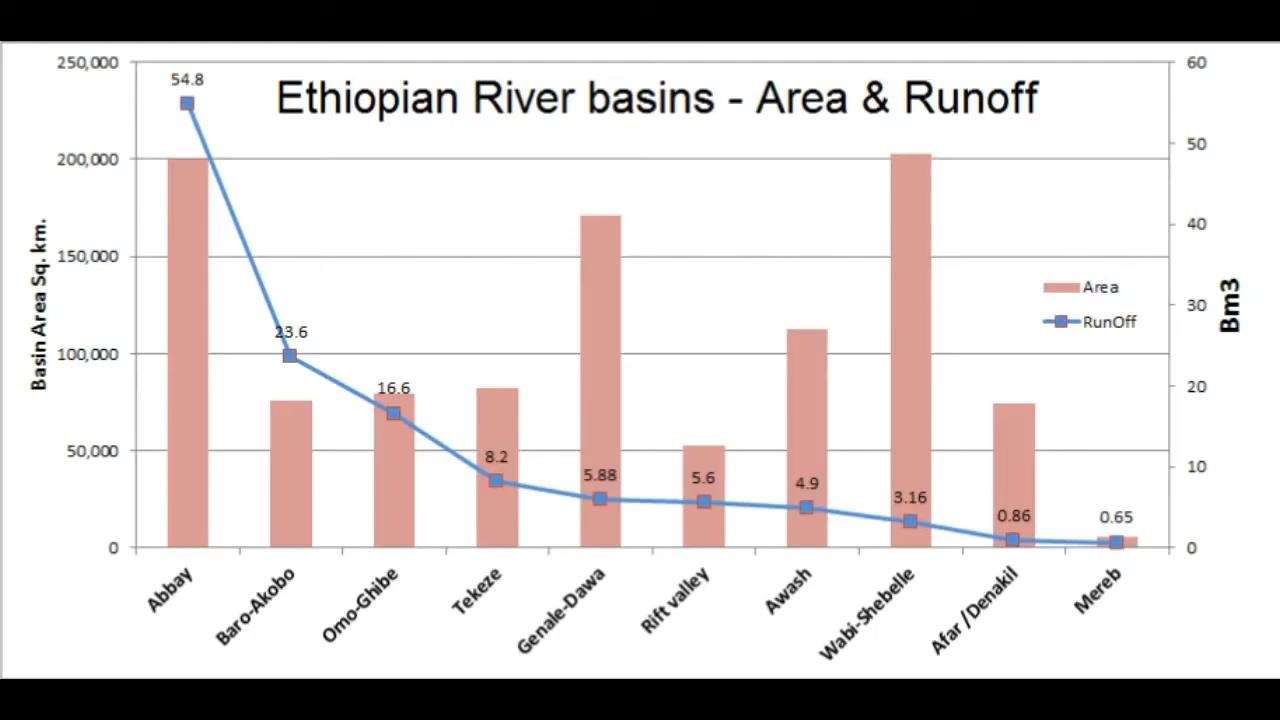 Ethiopian River basins - Area & Runoff
Basin Area Sq. km.
250,000
200,000
150,000
100,000
50,000
0
54.8
23.6
16.6
8.2
5.88
5.6
4.9
3.16
0.86
0.65
60
50
40
30
20
10
0
Bm3
Area
RunOff
Abbay
Baro-Akobo
Omo-Ghibe
Tekeze
Genale-Dawa
Rift valley
Awash
Wabi-Shebelle
Afar /Denakil
Mereb